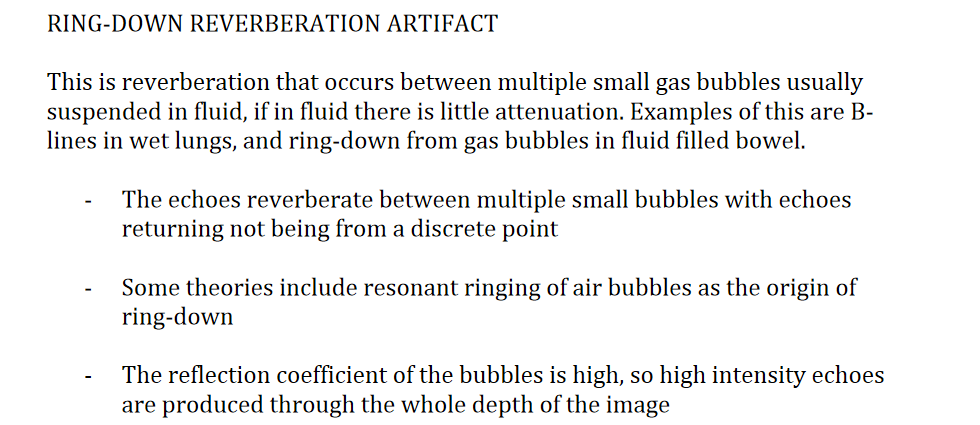 RING-DOWN REVERBERATION ARTIFACT
This is reverberation that occurs between multiple small gas bubbles usually
suspended in fluid, if in fluid there is little attenuation. Examples of this are B-
lines in wet lungs, and ring-down from gas bubbles in fluid filled bowel.
- The echoes reverberate between multiple small bubbles with echoes
returning not being from a discrete point
- Some theories include resonant ringing of air bubbles as the origin of
ring-down
- The reflection coefficient of the bubbles is high, so high intensity echoes
are produced through the whole depth of the image